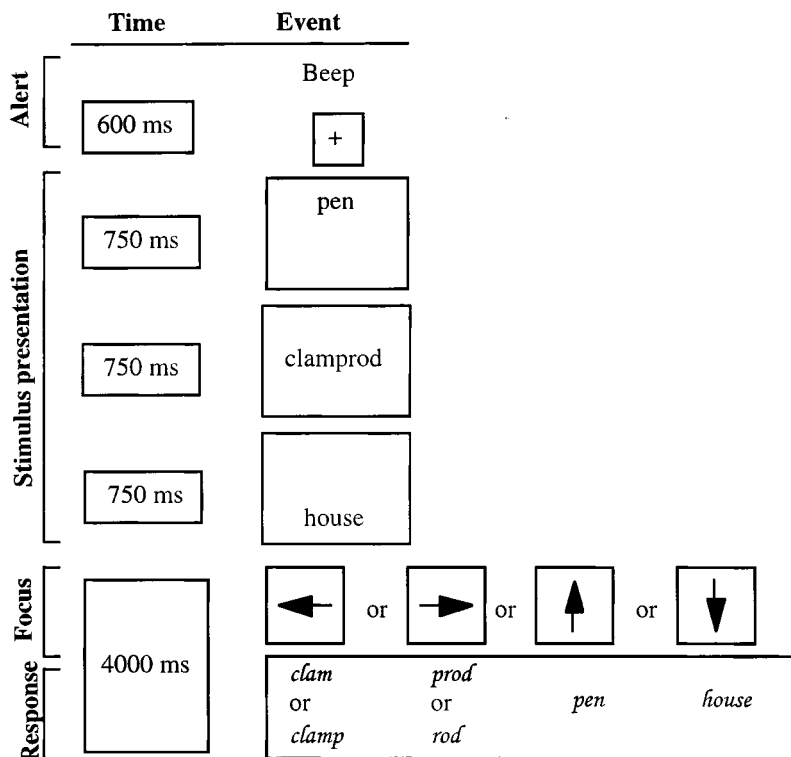 Time Event
Alert
Beep
600 ms +
Stimulus presentation
pen
750 ms
750 ms clamprod
750 ms
house
Focus
or or or
4000 ms
Response
clam prod
or or pen house
clamp rod